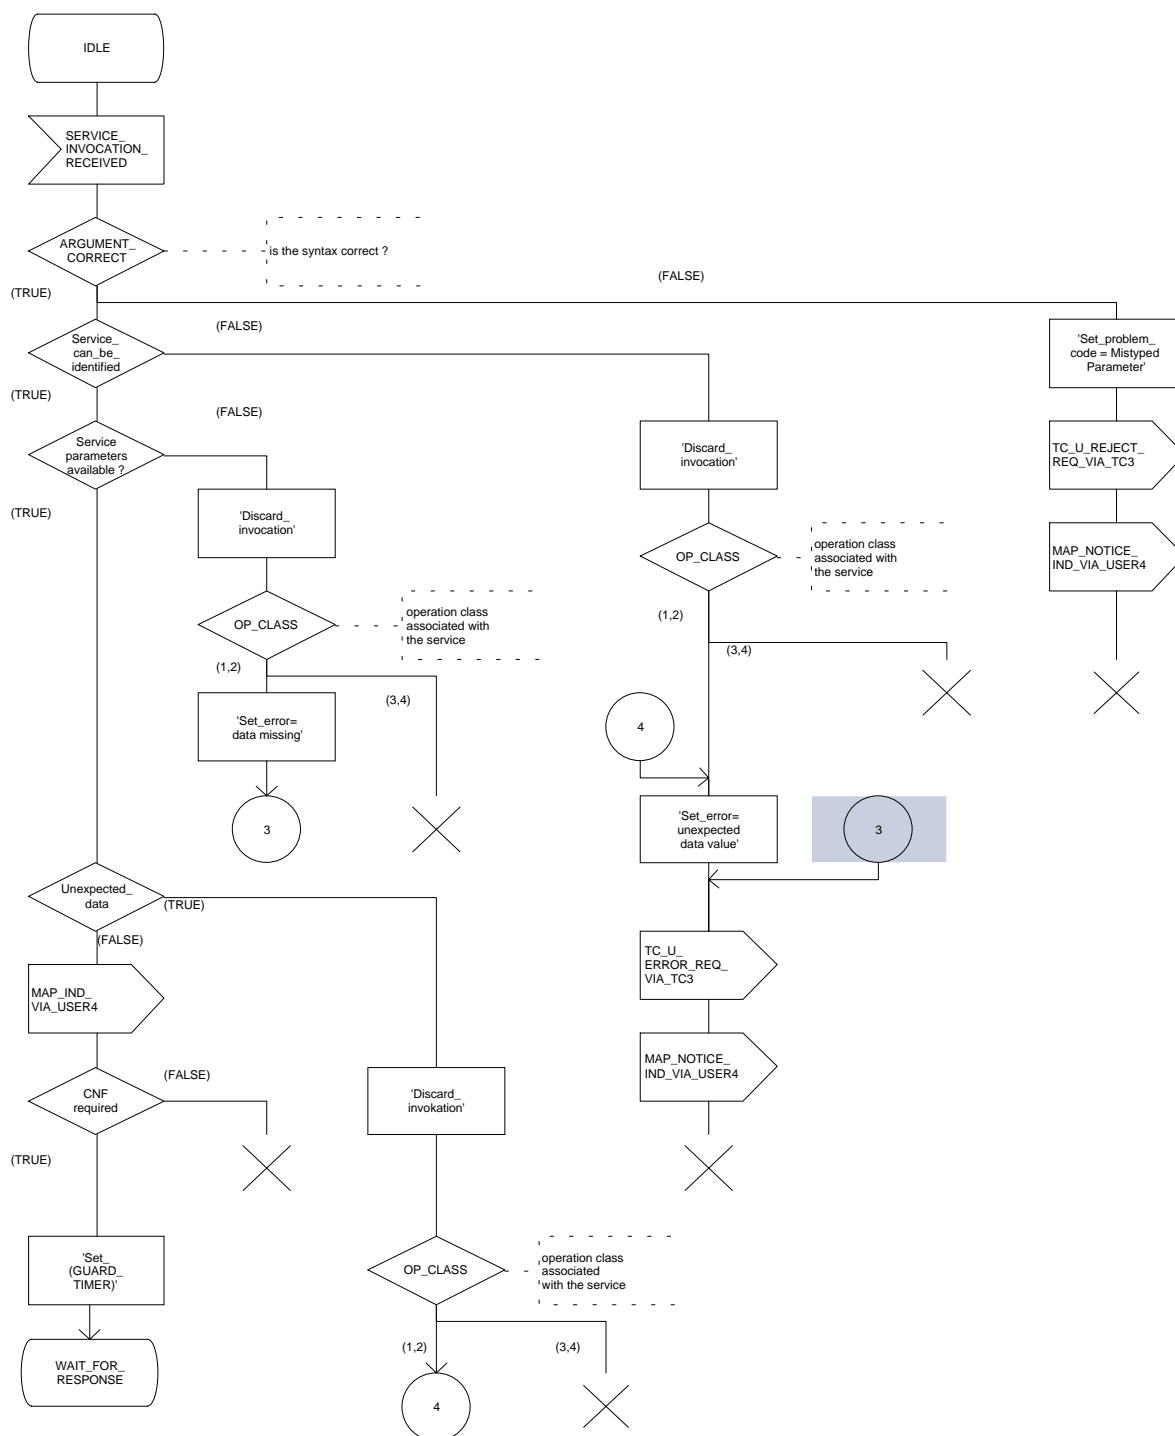 IDLE
SERVICE_
INVOCATION_
RECEIVED
ARGUMENT_
CORRECT
is the syntax correct ?
(FALSE)
(TRUE)
Service_
can_be_
identified
(FALSE)
'Set_problem_
code = Mistyped
Parameter'
(TRUE)
Service
parameters
available ?
(FALSE)
'Discard_
invocation'
TC_U_REJECT_
REQ_VIA_TC3
(TRUE)
'Discard_
invocation'
OP_CLASS
operation class
associated with
the service
MAP_NOTICE_
IND_VIA_USER4
OP_CLASS
operation class
associated with
the service
(1,2)
(3,4)
(1,2)
(3,4)
'Set_error=
data missing'
4
3
'Set_error=
unexpected
data value'
3
Unexpected_
data
(TRUE)
(FALSE)
TC_U_
ERROR_REQ_
VIA_TC3
MAP_IND_
VIA_USER4
MAP_NOTICE_
IND_VIA_USER4
CNF
required
(FALSE)
'Discard_
invokation'
(TRUE)
'Set_
(GUARD_
TIMER)'
OP_CLASS
operation class
associated
with the service
(1,2)
(3,4)
WAIT_FOR_
RESPONSE
4